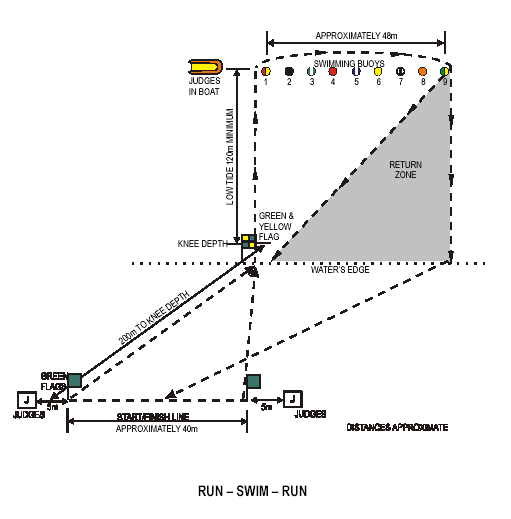 APPROXIMATELY 48m
SWIMMING BUOYS
JUDGES
IN BOAT
1 2 3 4 5 6 7 8 9
LOW TIDE 120m MINIMUM
RETURN
ZONE
GREEN &
YELLOW
FLAG
KNEE DEPTH
WATER'S EDGE
200m TO KNEE DEPTH
GREEN
FLAGS
J
5m
JUDGES
START/FINISH LINE
APPROXIMATELY 40m
5m
J
JUDGES
DISTANCES APPROXIMATE
RUN – SWIM – RUN